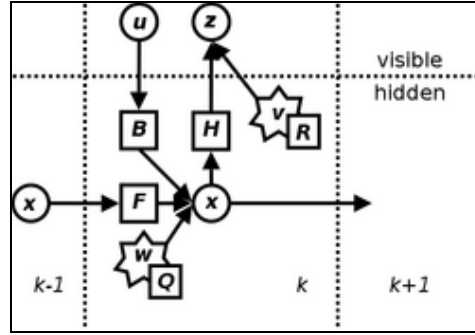 u z
visible
hidden
B H v R
x F x
w Q
k-1 k k+1